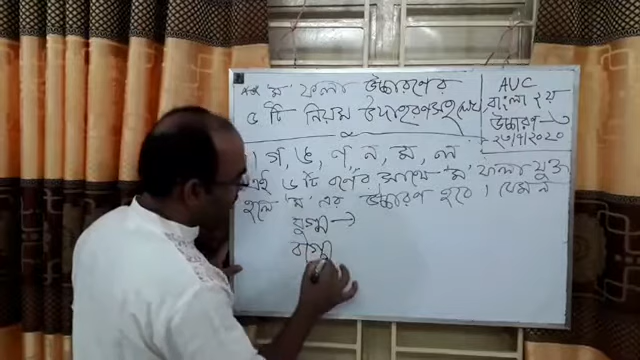 ** 'ম' ফলা উচ্চারণের
৫ টি নিয়ম উদাহরণসহ লেখ
AUC
বাংলা ২য়
উচ্চারণ-৩
২৩/৭/২০২০
। গ, ঙ, ণ, ন, ম, ল
এই ৬ টি বর্ণের সাথে 'ম' ফলা যুক্ত
হলে 'ম' এর উচ্চারণ হবে । যেমন
যুগ্ম →
বাগ্মী